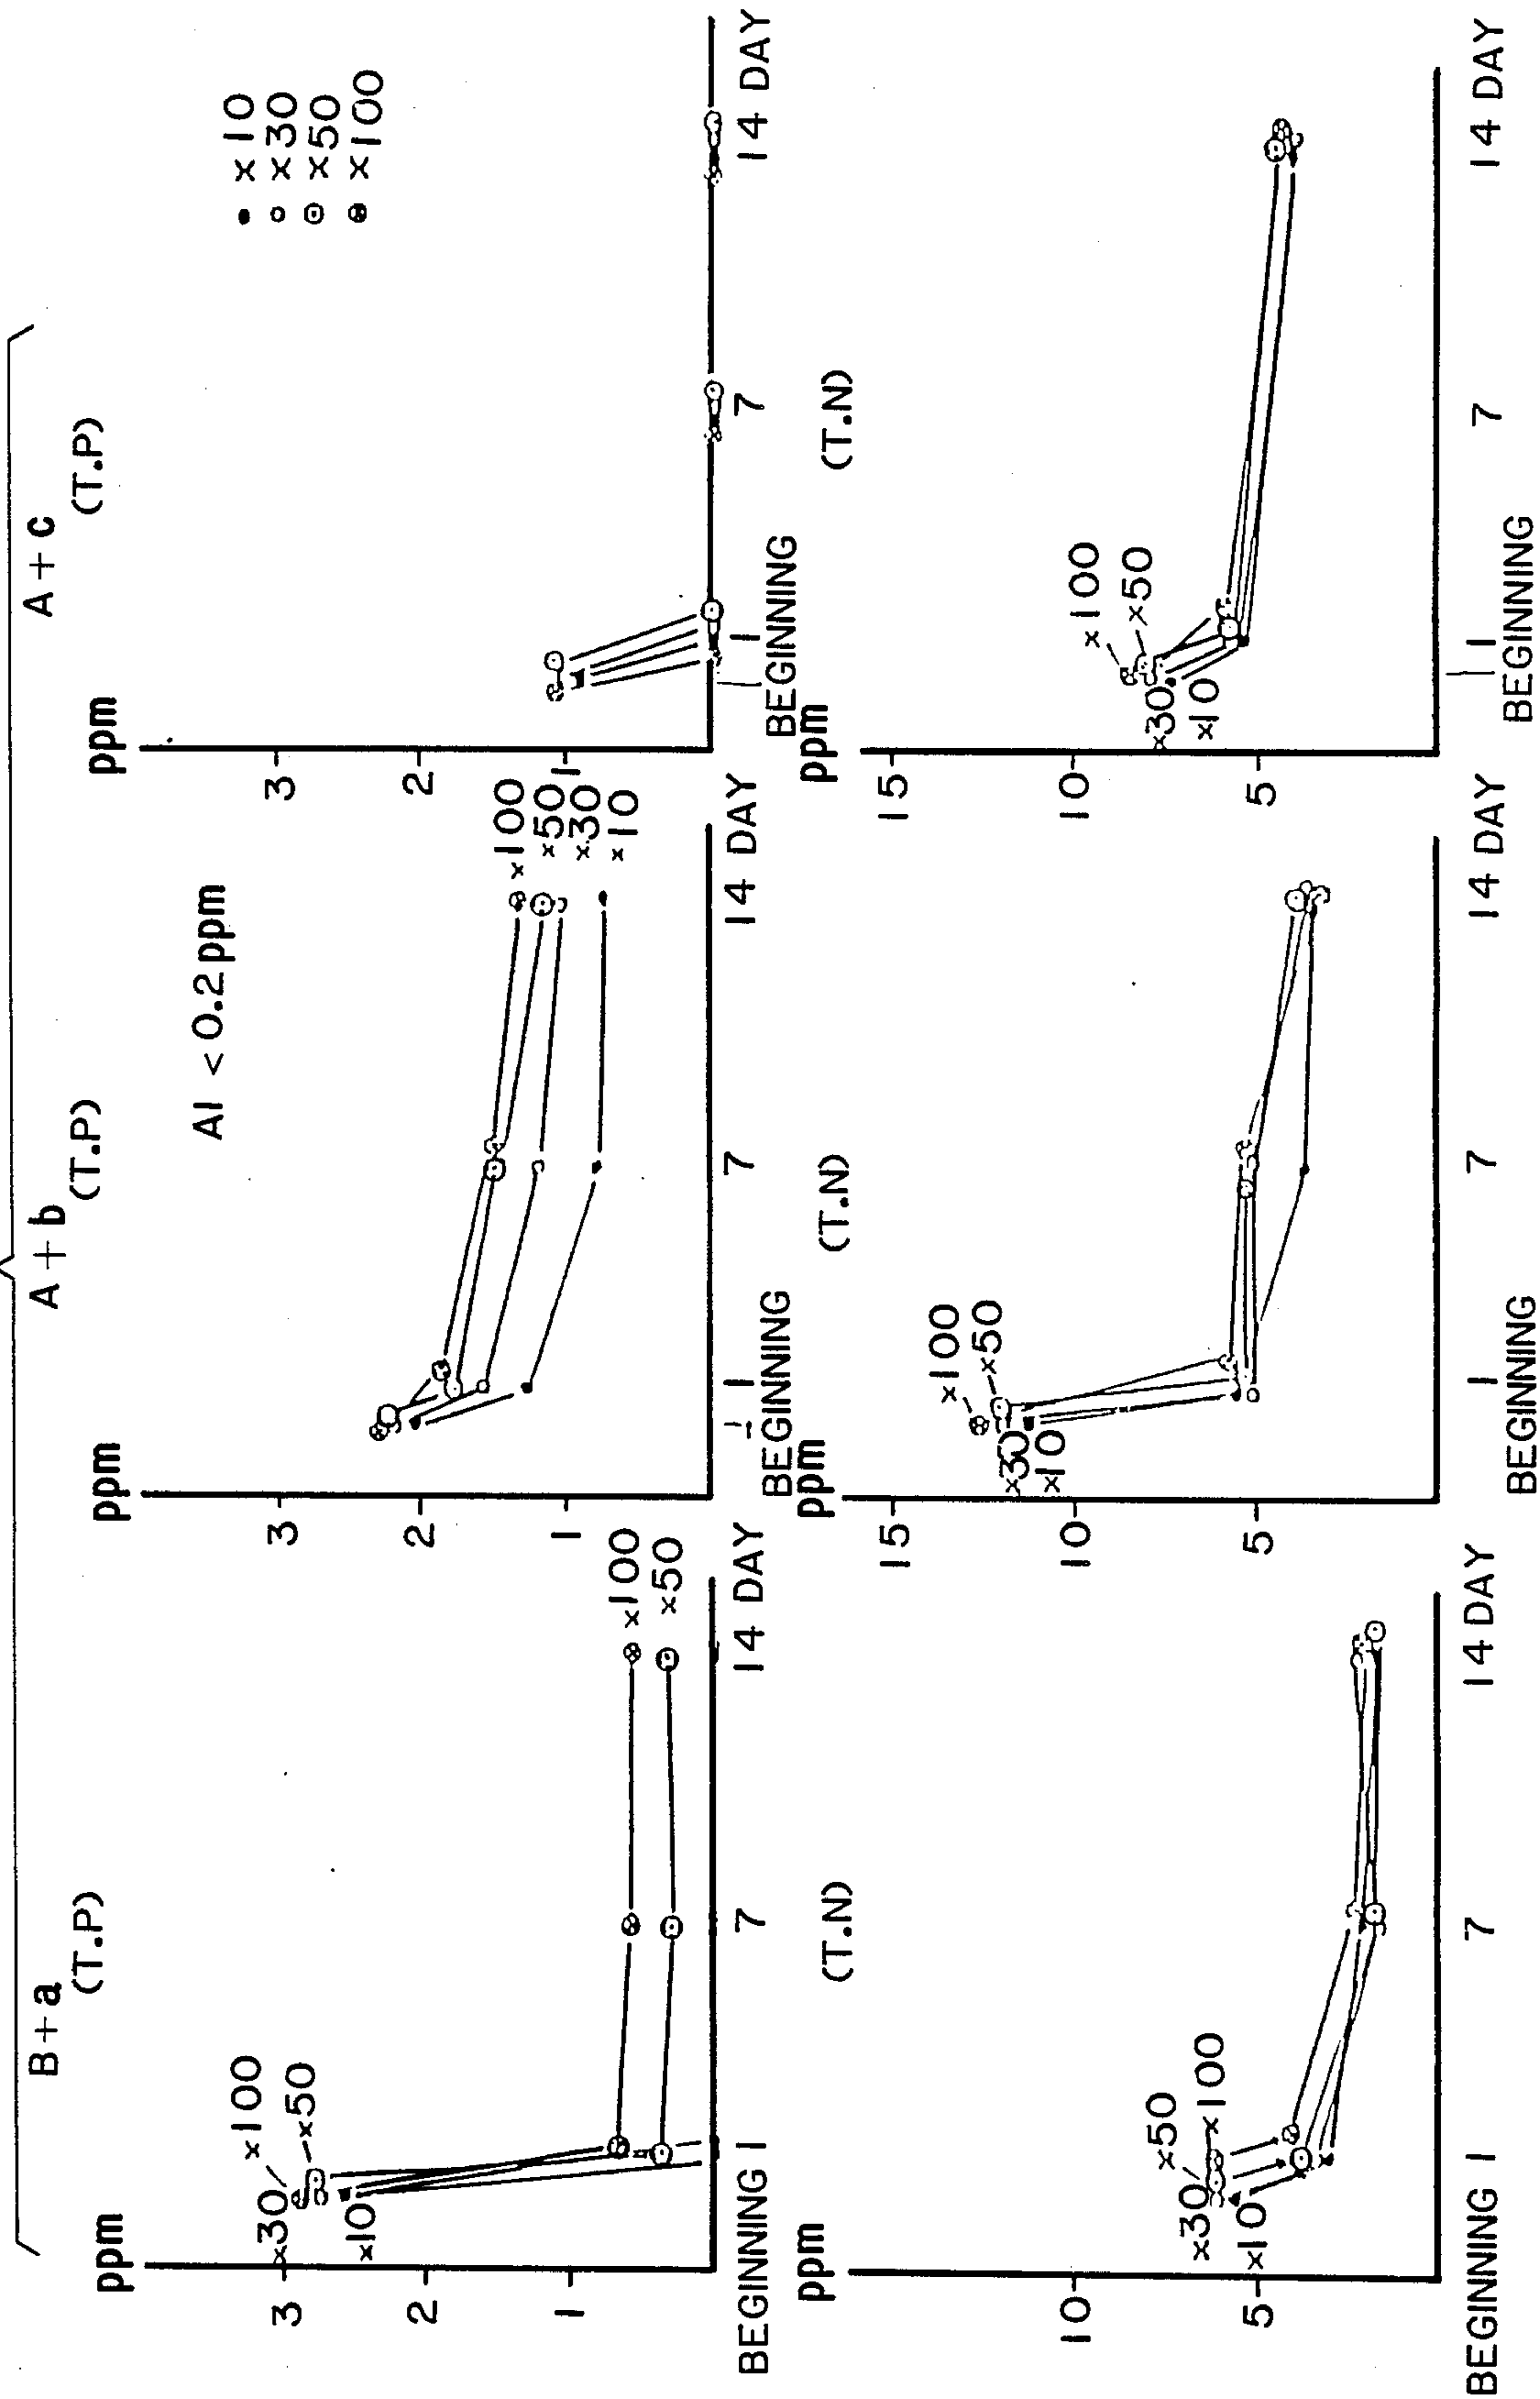 B+a
(T.P)
ppm
3
2
1
×100
×50
×30
×10
×100
×50
BEGINNING 1
7
14 DAY
A+b
(T.P)
ppm
3
2
1
Al <0.2ppm
×100
×50
×30
×10
BEGINNING
1
7
14 DAY
A+c
(T.P)
ppm
3
2
1
• ×10
○ ×30
⊙ ×50
⊗ ×100
BEGINNING
1
7
14 DAY
(T.N)
ppm
10
5
×50
×100
×30
×10
BEGINNING 1
7
14 DAY
(T.N)
ppm
15
10
5
×100
×50
×30
×10
BEGINNING
1
7
14 DAY
(T.N)
ppm
15
10
5
×100
×50
×30
×10
BEGINNING
1
7
14 DAY